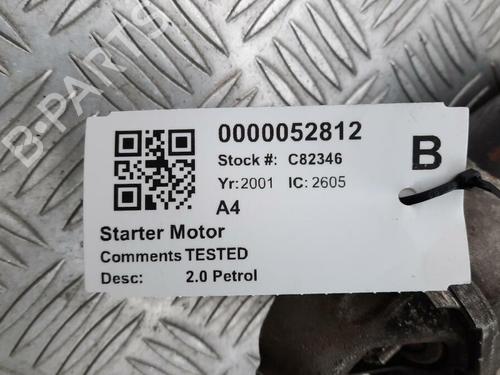 B-PARTS
0000052812
B
Stock #: C82346
Yr:2001 IC: 2605
A4
Starter Motor
Comments TESTED
Desc: 2.0 Petrol